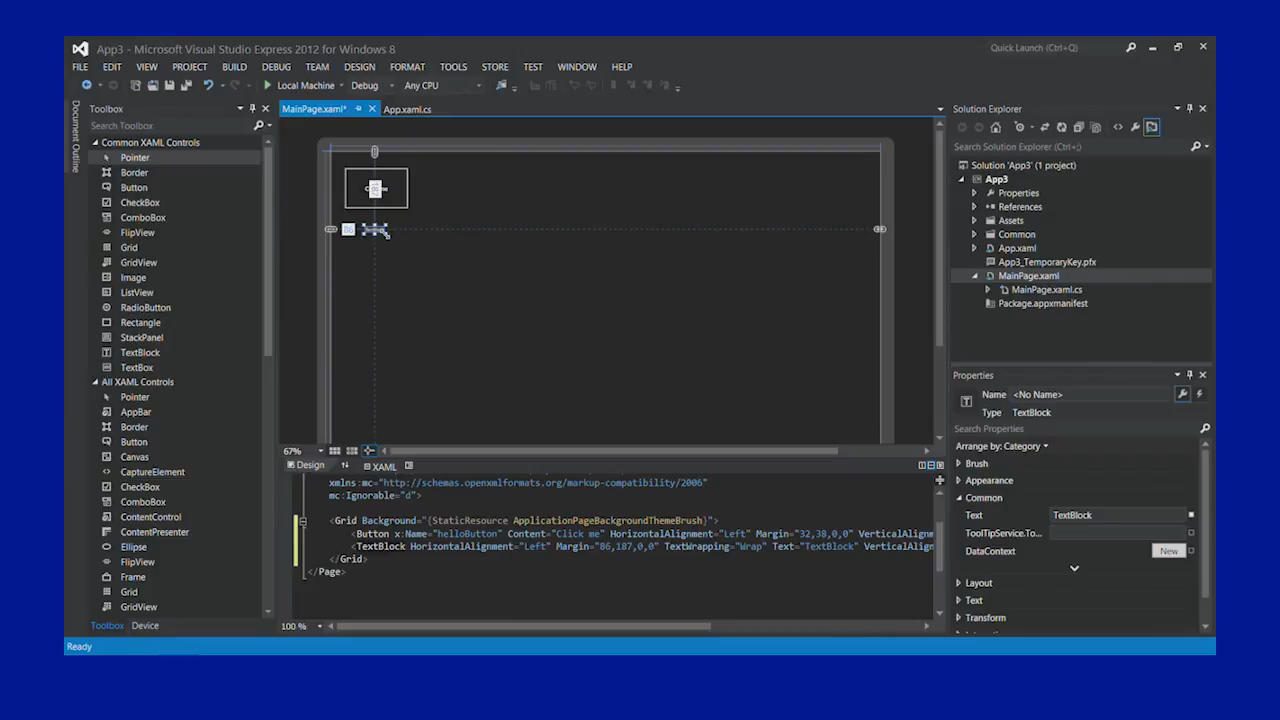 App3 - Microsoft Visual Studio Express 2012 for Windows 8
Quick Launch (Ctrl+Q)
FILE EDIT VIEW PROJECT BUILD DEBUG TEAM DESIGN FORMAT TOOLS STORE TEST WINDOW HELP
Local Machine Debug Any CPU
Document Outline
Toolbox
Search Toolbox
Common XAML Controls
Pointer
Border
Button
CheckBox
ComboBox
FlipView
Grid
GridView
Image
ListView
RadioButton
Rectangle
StackPanel
TextBlock
TextBox
All XAML Controls
Pointer
AppBar
Border
Button
Canvas
CaptureElement
CheckBox
ComboBox
ContentControl
ContentPresenter
Ellipse
FlipView
Frame
Grid
GridView
Toolbox Device
MainPage.xaml* App.xaml.cs
86
67%
Design XAML
xmlns:mc="http://schemas.openxmlformats.org/markup-compatibility/2006"
mc:Ignorable="d">
<Grid Background="{StaticResource ApplicationPageBackgroundThemeBrush}">
<Button x:Name="helloButton" Content="Click me" HorizontalAlignment="Left" Margin="32,38,0,0" VerticalAlignm
<TextBlock HorizontalAlignment="Left" Margin="86,187,0,0" TextWrapping="Wrap" Text="TextBlock" VerticalAlign
</Grid>
</Page>
100 %
Solution Explorer
Search Solution Explorer (Ctrl+;)
Solution 'App3' (1 project)
App3
Properties
References
Assets
Common
App.xaml
App3_TemporaryKey.pfx
MainPage.xaml
MainPage.xaml.cs
Package.appxmanifest
Properties
Name <No Name>
Type TextBlock
Search Properties
Arrange by: Category
Brush
Appearance
Common
Text TextBlock
ToolTipService.To...
DataContext New
Layout
Text
Transform
Ready